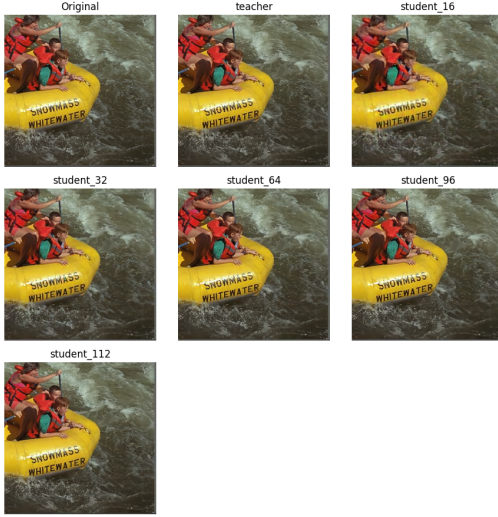 Original
teacher
student_16
SNOWMASS
WHITEWATER
SNOWMASS
WHITEWATER
SNOWMASS
WHITEWATER
student_32
student_64
student_96
SNOWMASS
WHITEWATER
SNOWMASS
WHITEWATER
SNOWMASS
WHITEWATER
student_112
SNOWMASS
WHITEWATER